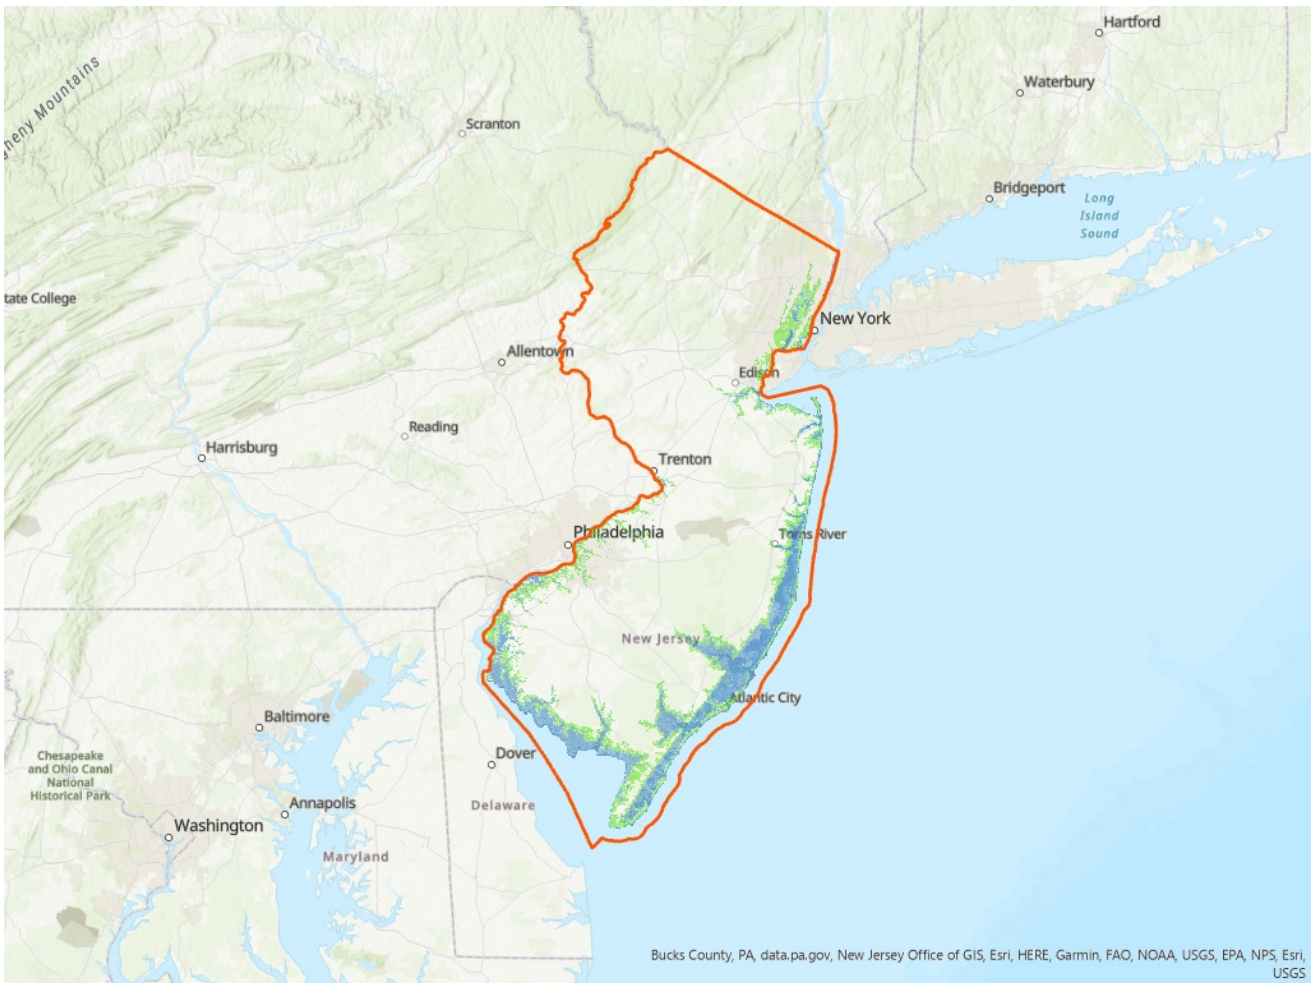 Hartford
Waterbury
gheny Mountains
Scranton
Bridgeport
Long
Island
Sound
tate College
New York
Allentown
Edison
Reading
Harrisburg
Trenton
Philadelphia
Toms River
New Jersey
Atlantic City
Baltimore
Dover
Chesapeake
and Ohio Canal
National
Historical Park
Annapolis
Delaware
Washington
Maryland
Bucks County, PA, data.pa.gov, New Jersey Office of GIS, Esri, HERE, Garmin, FAO, NOAA, USGS, EPA, NPS, Esri,
USGS